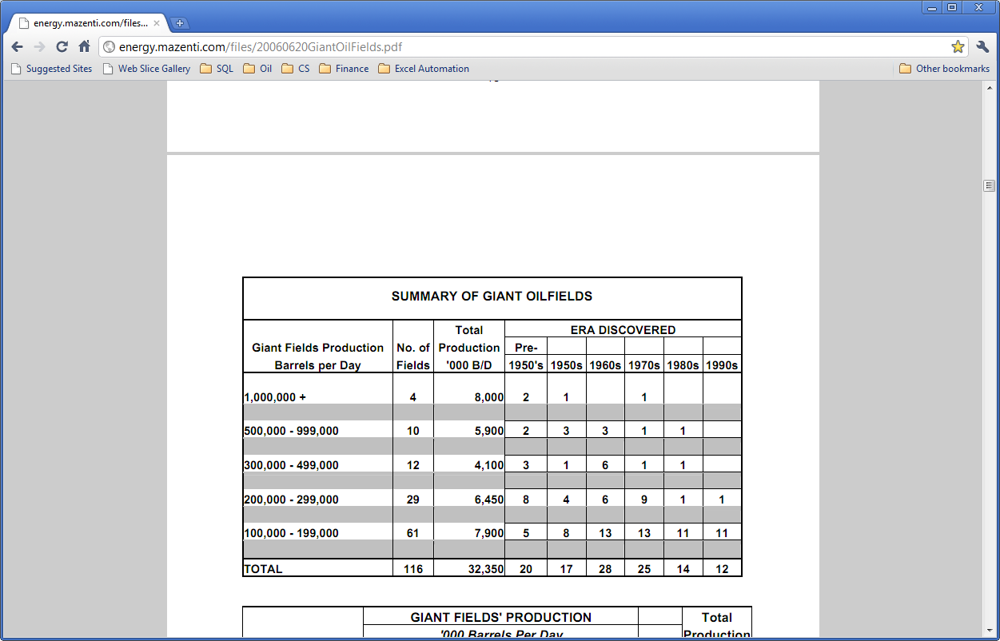 energy.mazenti.com/files...
energy.mazenti.com/files/20060620GiantOilFields.pdf
Suggested Sites Web Slice Gallery SQL Oil CS Finance Excel Automation Other bookmarks
SUMMARY OF GIANT OILFIELDS
Total ERA DISCOVERED
Giant Fields Production No. of Production Pre-
Barrels per Day Fields '000 B/D 1950's 1950s 1960s 1970s 1980s 1990s
1,000,000 + 4 8,000 2 1 1
500,000 - 999,000 10 5,900 2 3 3 1 1
300,000 - 499,000 12 4,100 3 1 6 1 1
200,000 - 299,000 29 6,450 8 4 6 9 1 1
100,000 - 199,000 61 7,900 5 8 13 13 11 11
TOTAL 116 32,350 20 17 28 25 14 12
GIANT FIELDS' PRODUCTION Total
'000 Barrels Per Day Production